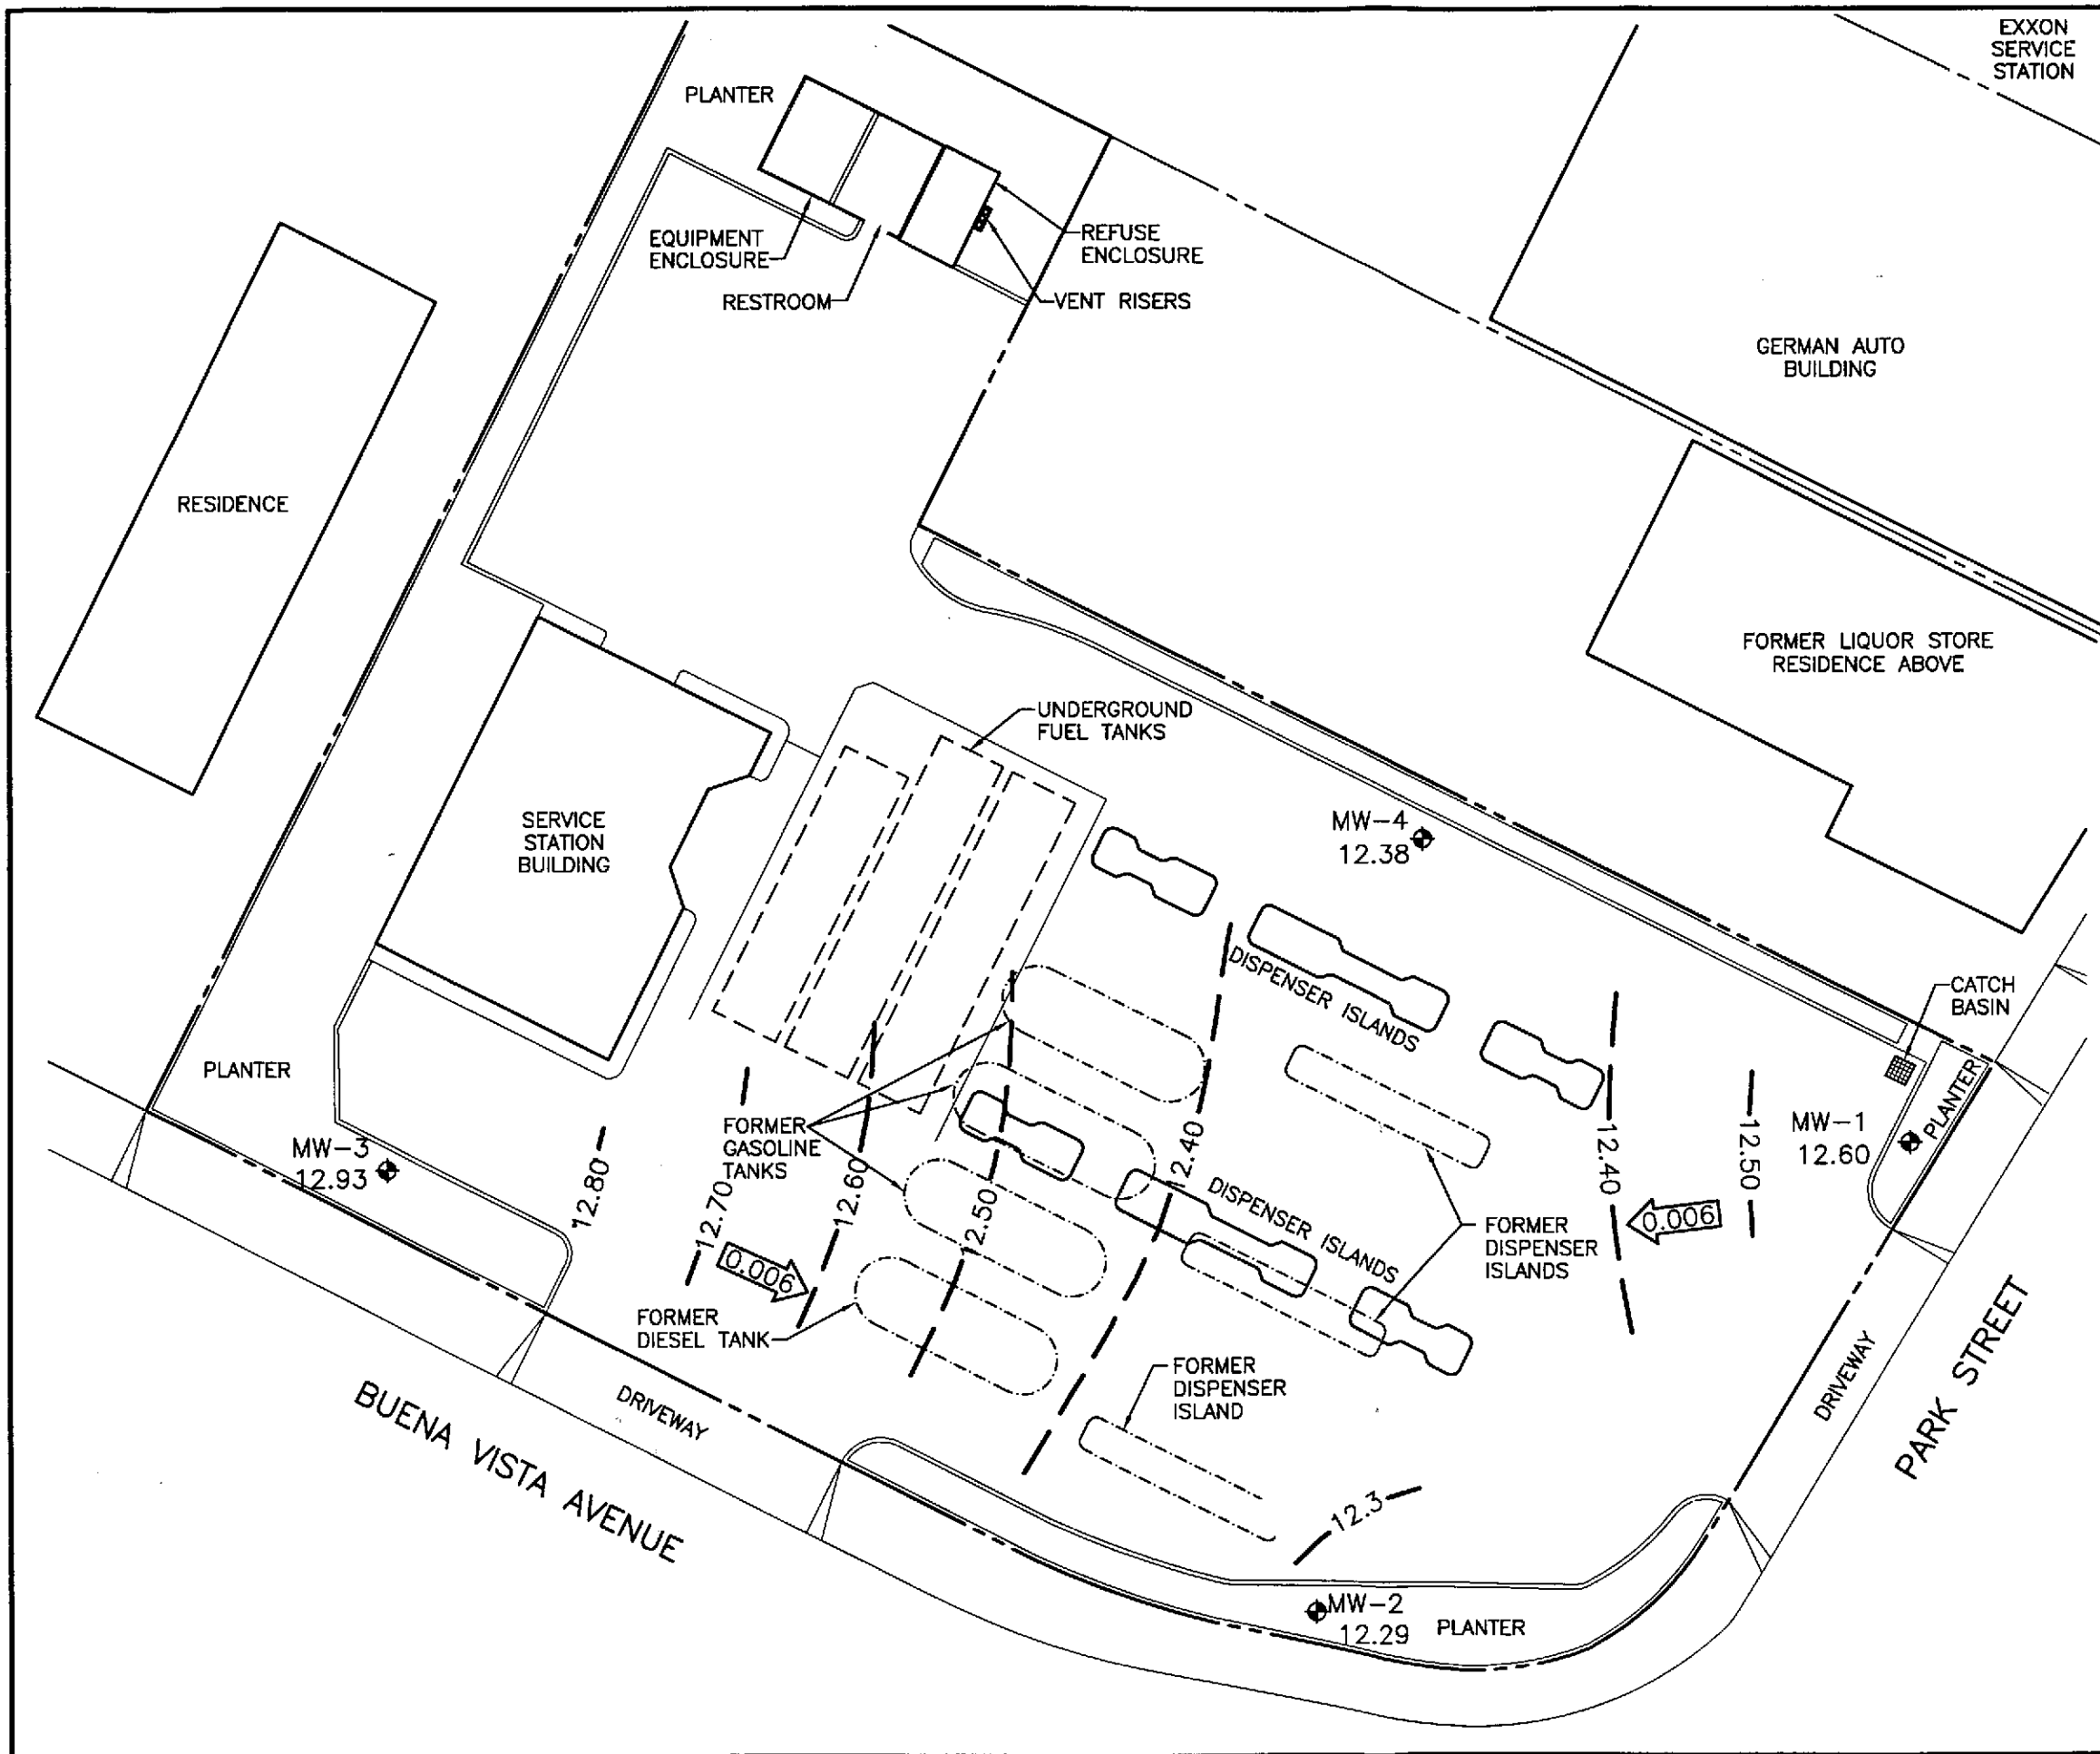 EXXON
SERVICE
STATION
PLANTER
EQUIPMENT
ENCLOSURE
RESTROOM
REFUSE
ENCLOSURE
VENT RISERS
GERMAN AUTO
BUILDING
RESIDENCE
FORMER LIQUOR STORE
RESIDENCE ABOVE
UNDERGROUND
FUEL TANKS
SERVICE
STATION
BUILDING
MW-4
12.38
DISPENSER ISLANDS
CATCH
BASIN
PLANTER
PLANTER
MW-1
12.60
MW-3
12.93
FORMER
GASOLINE
TANKS
12.80
12.70
12.60
12.50
12.40
12.40
12.50
DISPENSER ISLANDS
0.006
0.006
FORMER
DISPENSER
ISLANDS
FORMER
DIESEL TANK
FORMER
DISPENSER
ISLAND
DRIVEWAY
DRIVEWAY
BUENA VISTA AVENUE
PARK STREET
12.3
MW-2
12.29
PLANTER